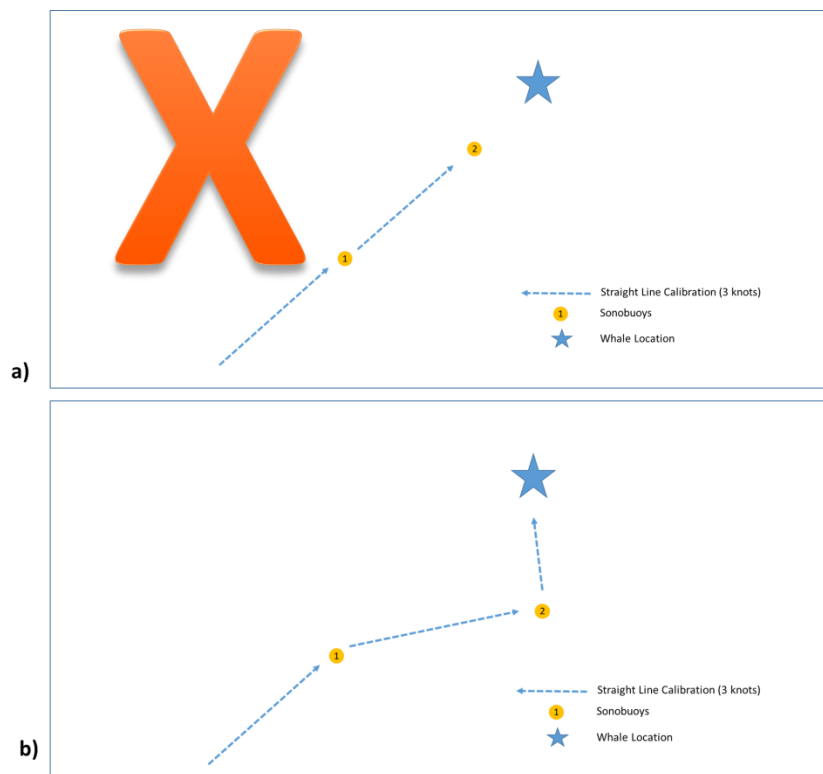 X
2
1
Straight Line Calibration (3 knots)
1 Sonobuoys
Whale Location
a)
2
1
Straight Line Calibration (3 knots)
1 Sonobuoys
Whale Location
b)